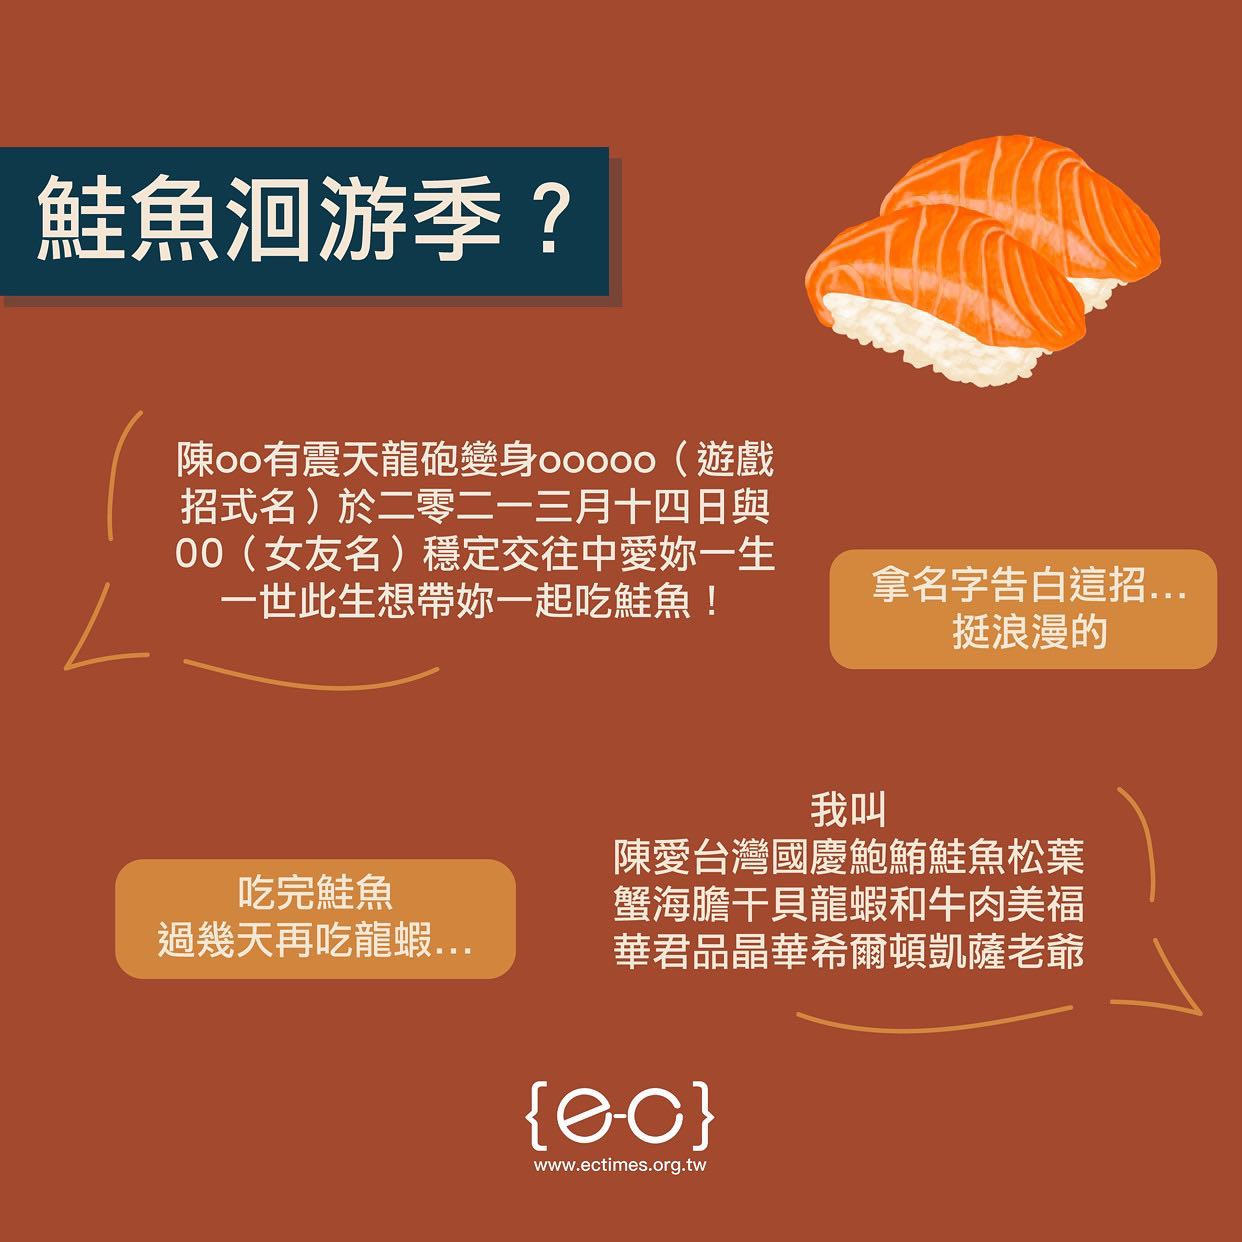 鮭魚洄游季？
陳oo有震天龍砲變身ooooo（遊戲
招式名）於二零二一三月十四日與
00（女友名）穩定交往中愛妳一生
一世此生想帶妳一起吃鮭魚！
拿名字告白這招...
挺浪漫的
我叫
陳愛台灣國慶鮑鮪鮭魚松葉
蟹海膽干貝龍蝦和牛肉美福
華君品晶華希爾頓凱薩老爺
吃完鮭魚
過幾天再吃龍蝦...
{e-c}
www.ectimes.org.tw